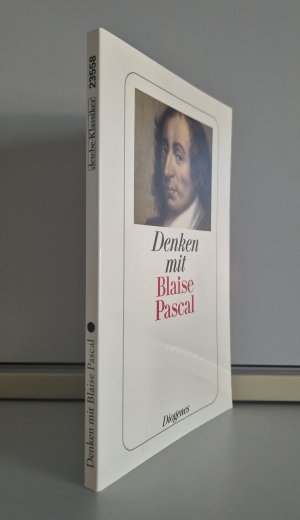 Denken
mit
Blaise
Pascal
Diogenes
Denken mit Blaise Pascal
detebe-Klassiker 23558